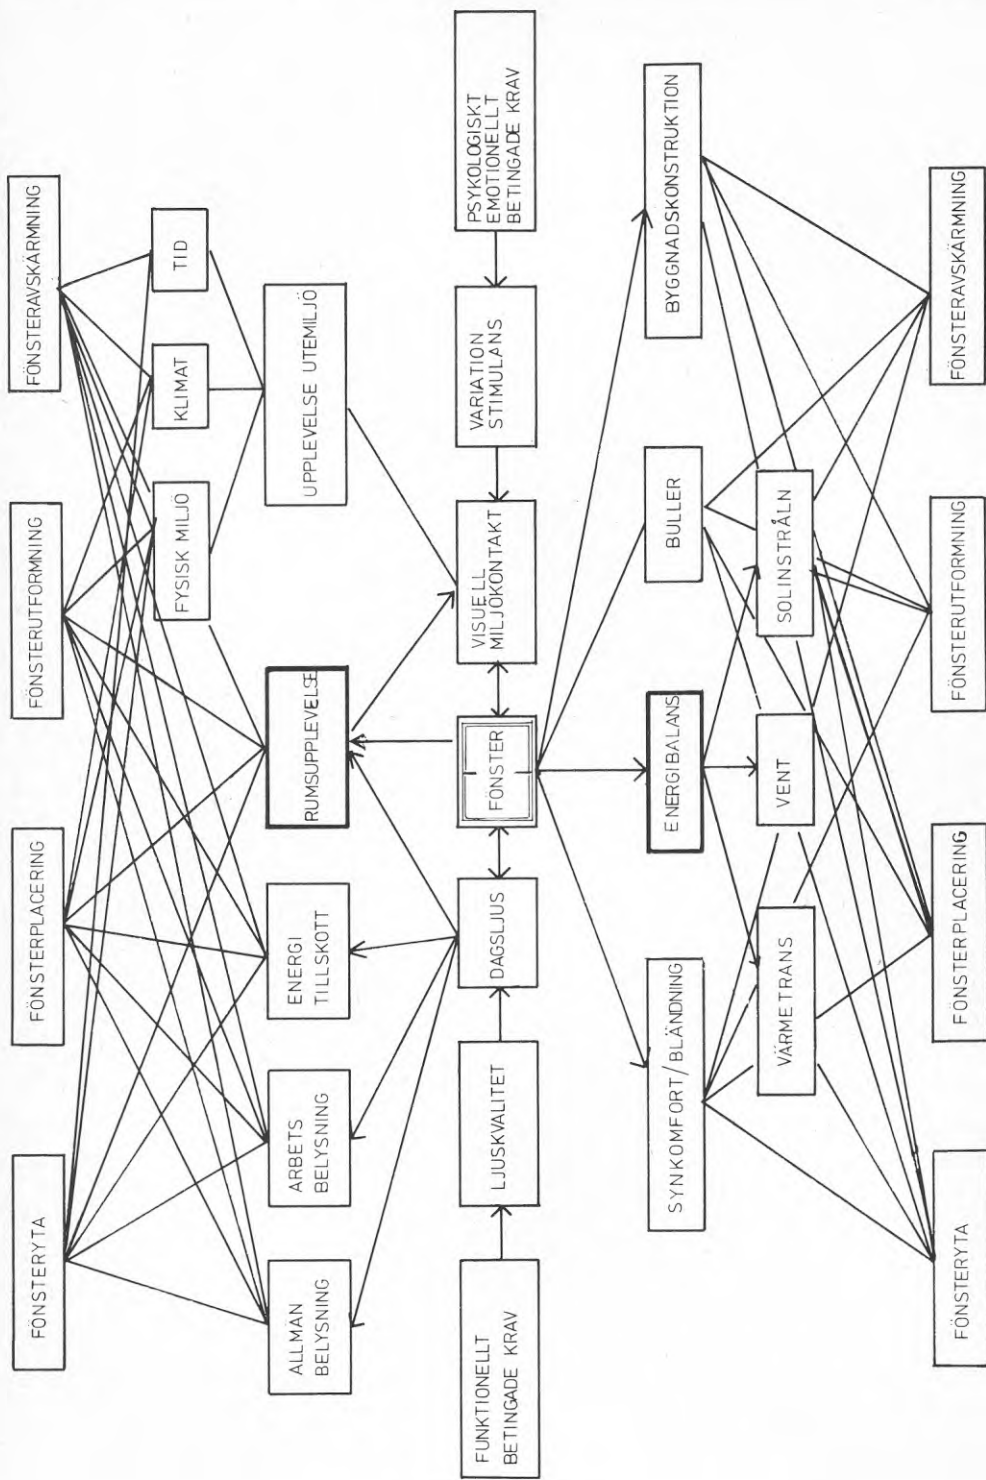 FÖNSTERYTA
FÖNSTERPLACERING
FÖNSTERUTFORMNING
FÖNSTERAVSKÄRMNING
FYSISK MILJÖ
KLIMAT
TID
ALLMAN
BELYSNING
ARBETS
BELYSNING
ENERGI
TILLSKOTT
RUMSUPPLEVELSE
UPPLEVELSE UTEMILJÖ
FUNKTIONELLT
BETINGADE KRAV
LJUSKVALITET
DAGSLJUS
FÖNSTER
VISUELL
MILJÖKONTAKT
VARIATION
STIMULANS
PSYKOLOGISKT
EMOTIONELLT
BETINGADE KRAV
SYNKOMFORT/BLÄNDNING
ENERGIBALANS
BULLER
BYGGNADSKONSTRUKTION
VÄRMETRANS
VENT
SOLINSTRÅLN
FÖNSTERYTA
FÖNSTERPLACERING
FÖNSTERUTFORMNING
FÖNSTERAVSKÄRMNING